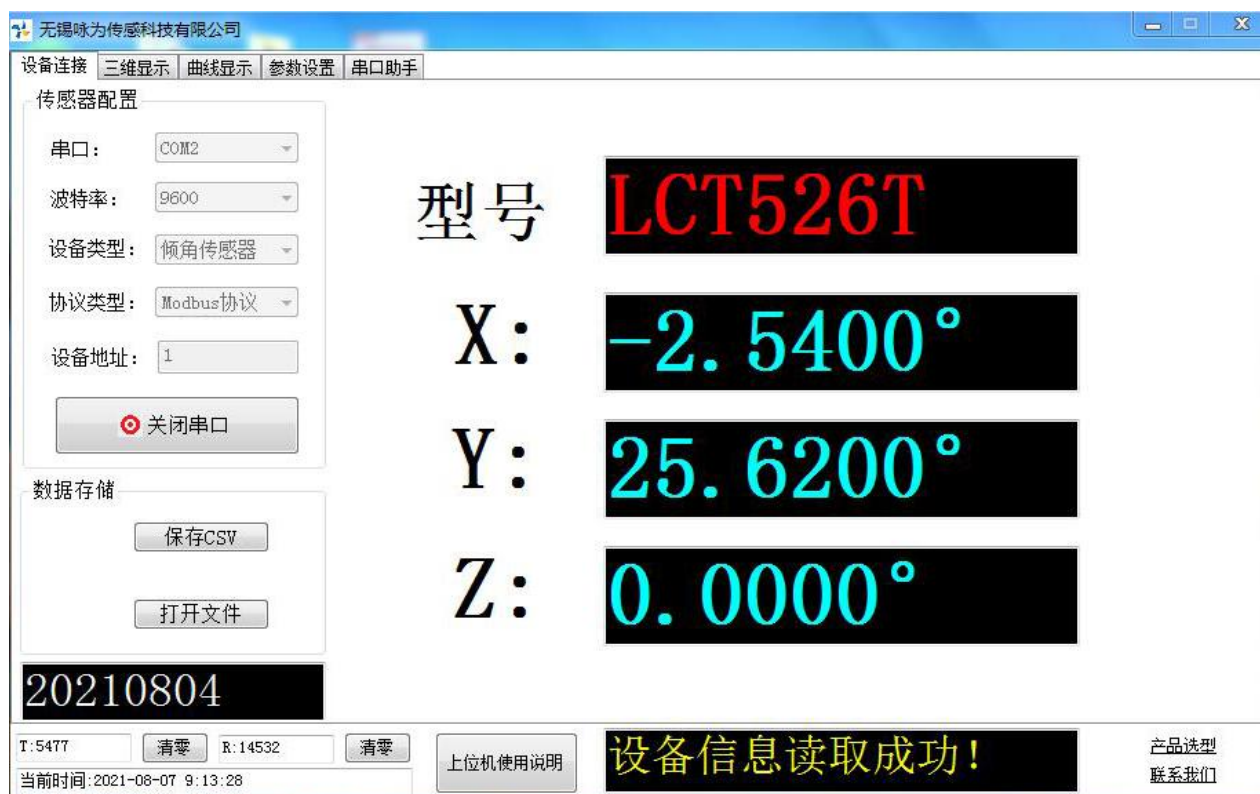 无锡咏为传感科技有限公司
设备连接 三维显示 曲线显示 参数设置 串口助手
传感器配置
串口: COM2
波特率: 9600
设备类型: 倾角传感器
协议类型: Modbus协议
设备地址: 1
关闭串口
数据存储
保存CSV
打开文件
20210804
型号 LCT526T
X: -2.5400°
Y: 25.6200°
Z: 0.0000°
T:5477 清零 R:14532 清零
当前时间:2021-08-07 9:13:28
上位机使用说明
设备信息读取成功!
产品选型
联系我们